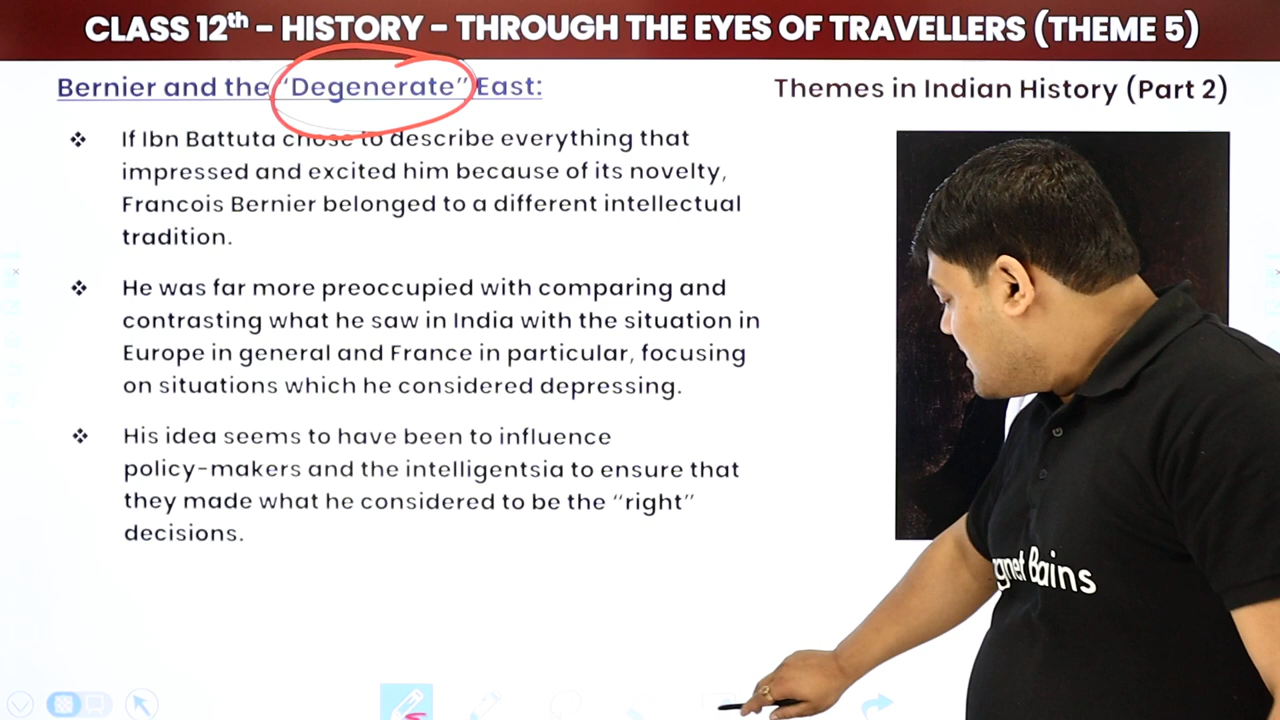 CLASS 12th – HISTORY – THROUGH THE EYES OF TRAVELLERS (THEME 5)
Bernier and the “Degenerate” East:
Themes in Indian History (Part 2)
❖ If Ibn Battuta chose to describe everything that
impressed and excited him because of its novelty,
Francois Bernier belonged to a different intellectual
tradition.
❖ He was far more preoccupied with comparing and
contrasting what he saw in India with the situation in
Europe in general and France in particular, focusing
on situations which he considered depressing.
❖ His idea seems to have been to influence
policy-makers and the intelligentsia to ensure that
they made what he considered to be the “right”
decisions.